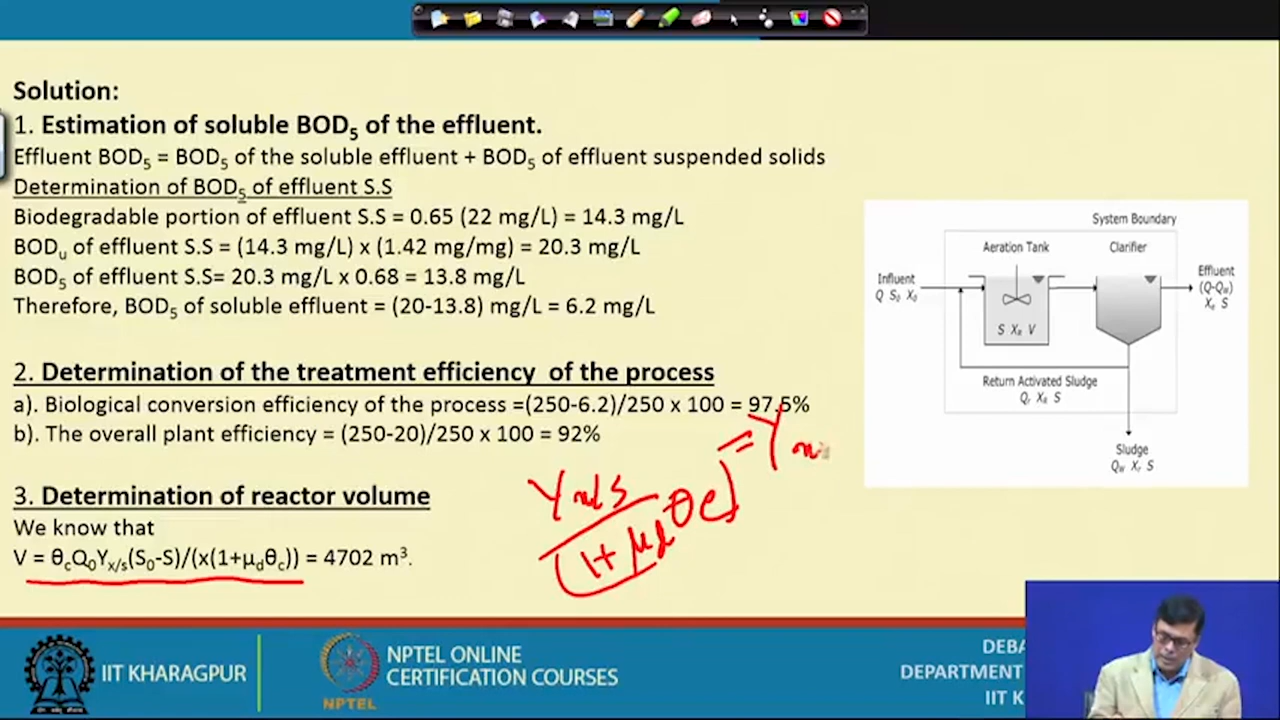 Solution:
1. Estimation of soluble BOD5 of the effluent.
Effluent BOD5 = BOD5 of the soluble effluent + BOD5 of effluent suspended solids
Determination of BOD5 of effluent S.S
Biodegradable portion of effluent S.S = 0.65 (22 mg/L) = 14.3 mg/L
BODu of effluent S.S = (14.3 mg/L) x (1.42 mg/mg) = 20.3 mg/L
BOD5 of effluent S.S= 20.3 mg/L x 0.68 = 13.8 mg/L
Therefore, BOD5 of soluble effluent = (20-13.8) mg/L = 6.2 mg/L
2. Determination of the treatment efficiency of the process
a). Biological conversion efficiency of the process =(250-6.2)/250 x 100 = 97.5%
b). The overall plant efficiency = (250-20)/250 x 100 = 92%
3. Determination of reactor volume
We know that
V = θcQ0Yx/s(S0-S)/(x(1+μdθc)) = 4702 m³.
Y x/s
(1+ μd θc)
= Y
System Boundary
Aeration Tank
Clarifier
Influent
Q S0 X0
S XR V
Effluent
(Q-Qw)
Xe S
Return Activated Sludge
Qr XR S
Sludge
Qw Xr S
IIT KHARAGPUR
NPTEL
NPTEL ONLINE
CERTIFICATION COURSES
DEBA
DEPARTMENT
IIT K